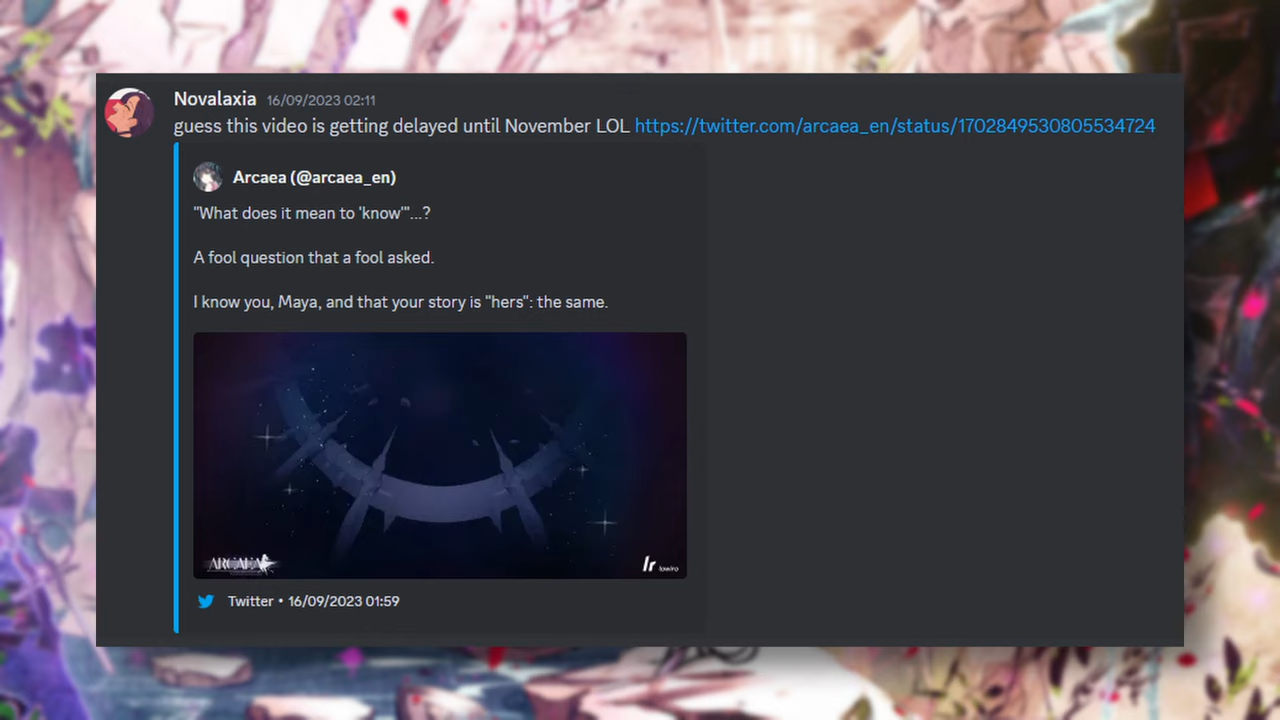 Novalaxia 16/09/2023 02:11
guess this video is getting delayed until November LOL https://twitter.com/arcaea_en/status/1702849530805534724
Arcaea (@arcaea_en)
"What does it mean to 'know'"...?
A fool question that a fool asked.
I know you, Maya, and that your story is "hers": the same.
ARCAEA
lr lowiro
Twitter • 16/09/2023 01:59